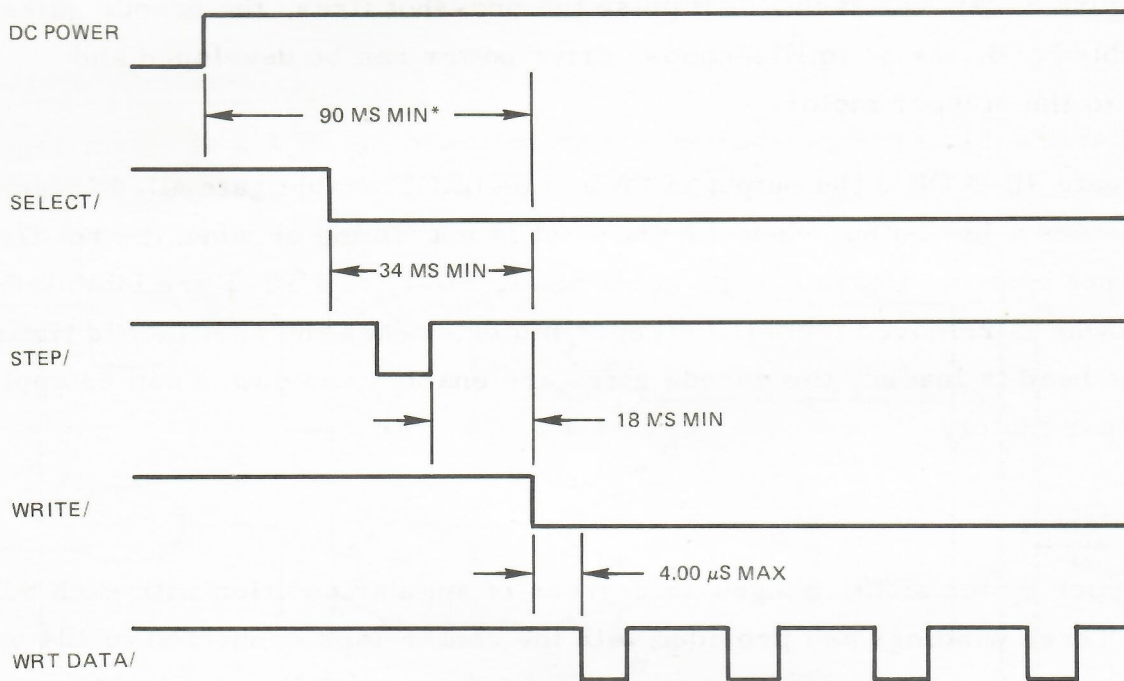 DC POWER
90 MS MIN*
SELECT/
34 MS MIN
STEP/
18 MS MIN
WRITE/
4.00 μS MAX
WRT DATA/